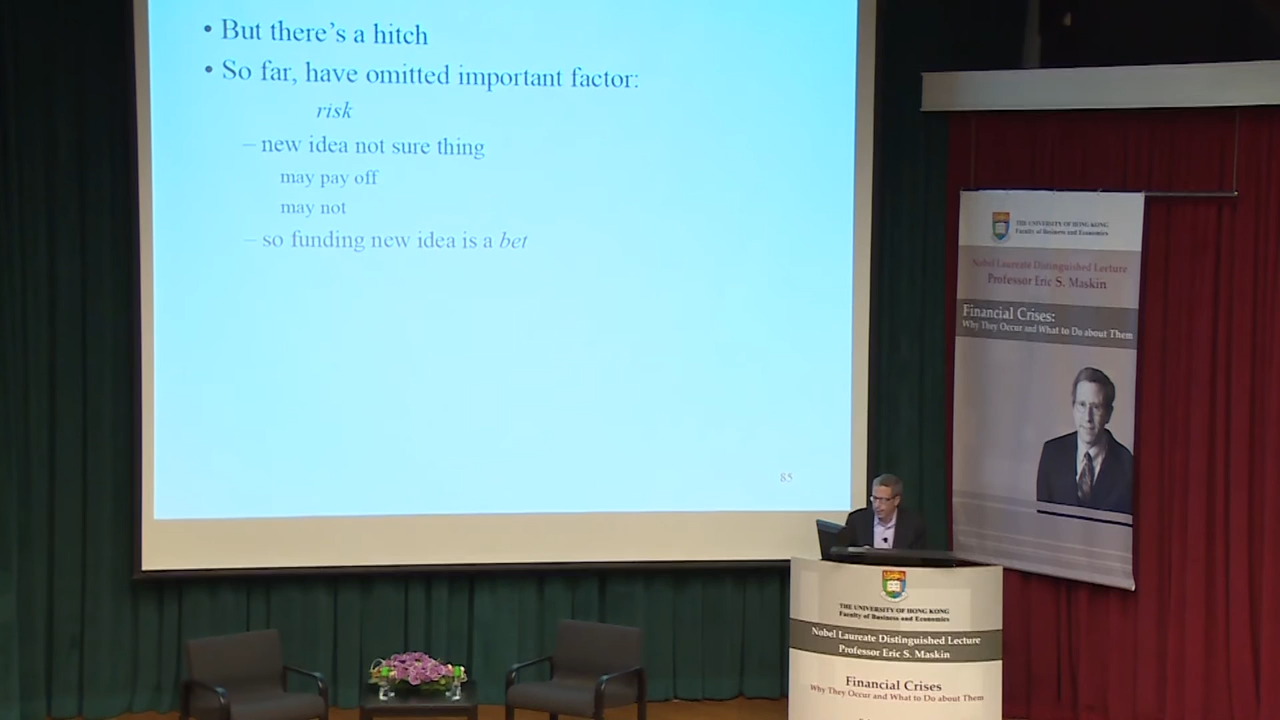 • But there's a hitch
• So far, have omitted important factor:
risk
– new idea not sure thing
may pay off
may not
– so funding new idea is a bet
85
THE UNIVERSITY OF HONG KONG
Faculty of Business and Economics
Nobel Laureate Distinguished Lecture
Professor Eric S. Maskin
Financial Crises:
Why They Occur and What to Do about Them
THE UNIVERSITY OF HONG KONG
Faculty of Business and Economics
Nobel Laureate Distinguished Lecture
Professor Eric S. Maskin
Financial Crises
Why They Occur and What to Do about Them